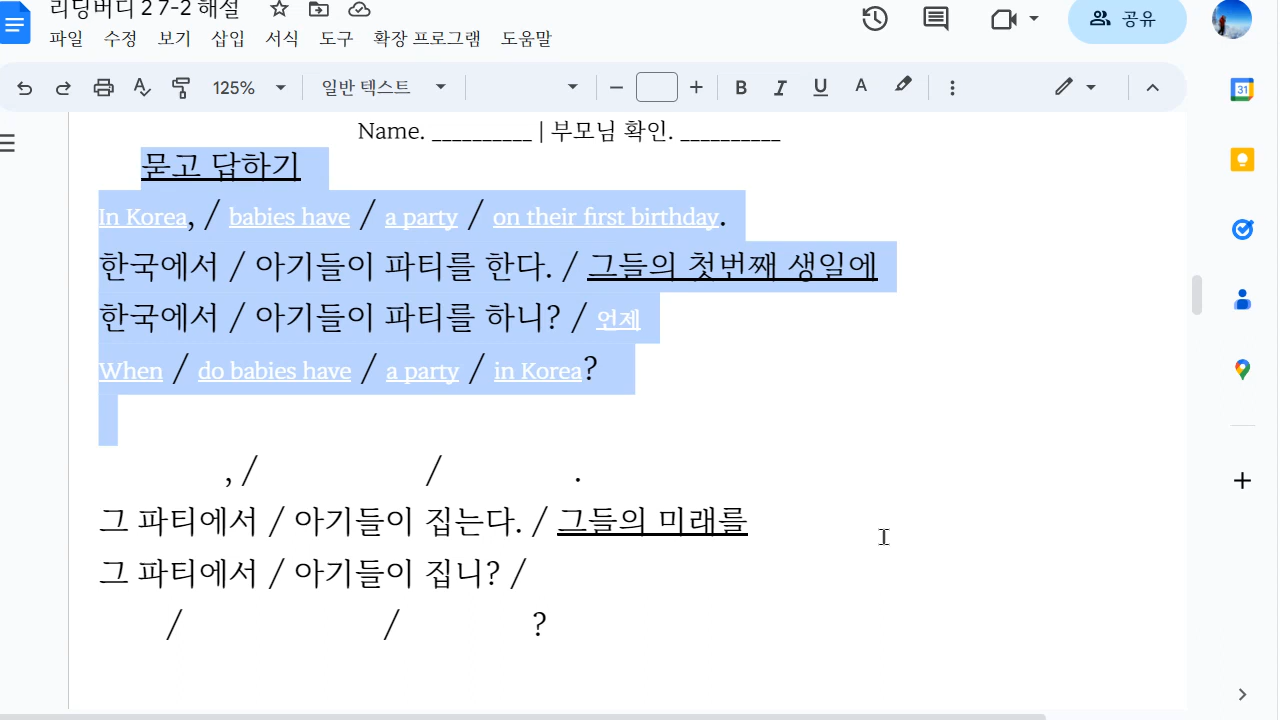 리딩버디 2 7-2 해설
파일 수정 보기 삽입 서식 도구 확장 프로그램 도움말
공유
125% 일반 텍스트 B I U A
31
Name. __________ | 부모님 확인. __________
묻고 답하기
In Korea, / babies have / a party / on their first birthday.
한국에서 / 아기들이 파티를 한다. / 그들의 첫번째 생일에
한국에서 / 아기들이 파티를 하니? / 언제
When / do babies have / a party / in Korea?
, / / .
그 파티에서 / 아기들이 집는다. / 그들의 미래를
그 파티에서 / 아기들이 집니? /
/ / ?